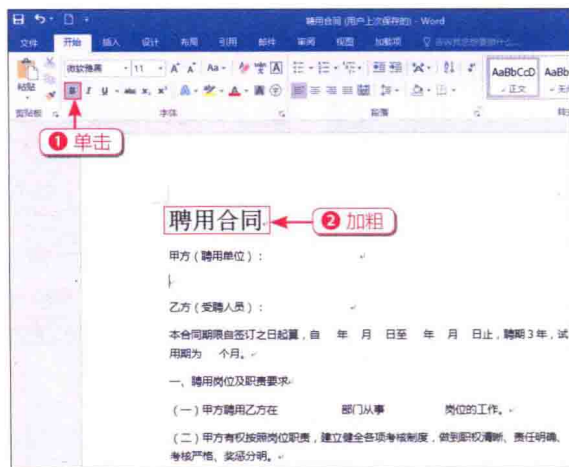 聘用合同 (用户上次保存的) - Word
文件 开始 插入 设计 布局 引用 邮件 审阅 视图 加载项
微软雅黑 11 A A Aa
粘贴 B I U abc x₂ x² A A
AaBbCcD AaBb
正文
剪贴板 字体 段落
1 单击
聘用合同
2 加粗
甲方（聘用单位）：
乙方（受聘人员）：
本合同期限自签订之日起算，自 年 月 日至 年 月 日止，聘期3年，试
用期为 个月。
一、聘用岗位及职责要求
（一）甲方聘用乙方在 部门从事 岗位的工作。
（二）甲方有权按照岗位职责，建立健全各项考核制度，做到职权清晰、责任明确、
考核严格、奖惩分明。